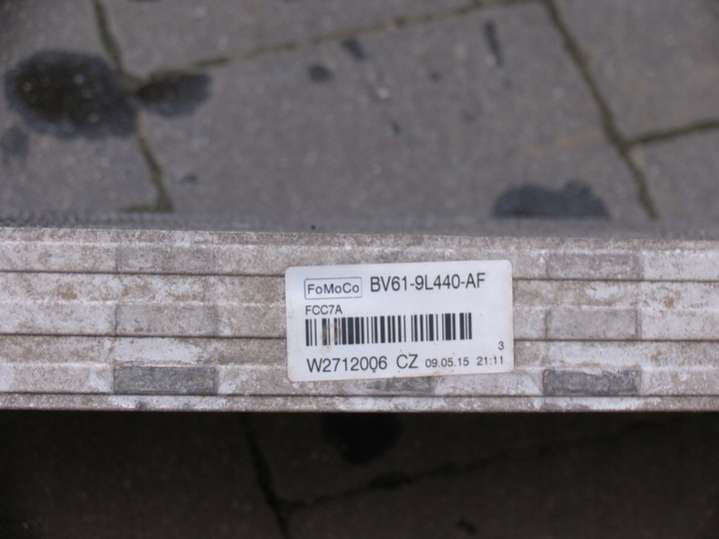 FoMoCo BV61-9L440-AF
FCC7A
3
W2712006 CZ 09.05.15 21:11